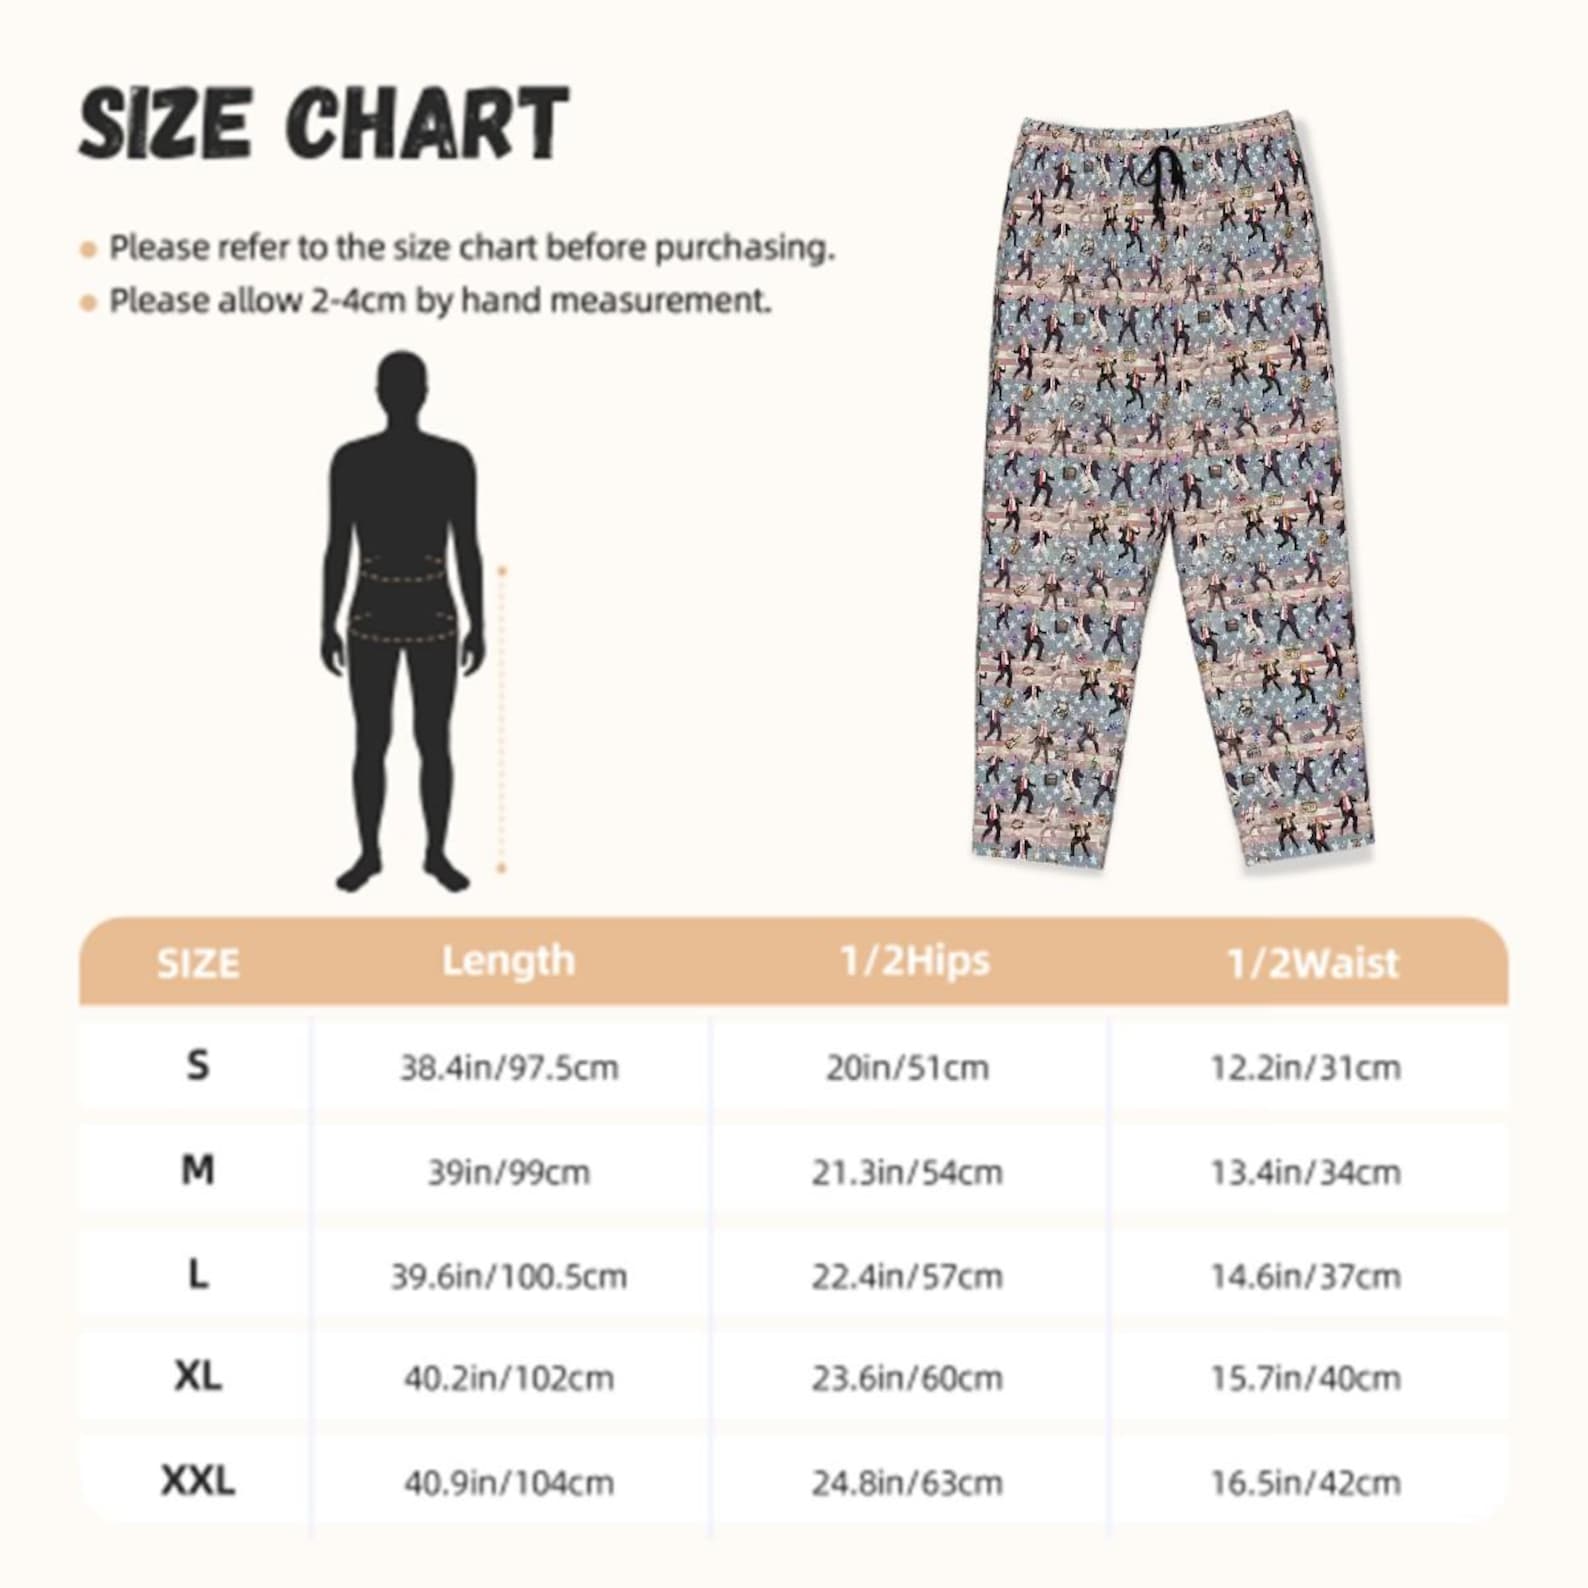 SIZE CHART
Please refer to the size chart before purchasing.
Please allow 2-4cm by hand measurement.
SIZE Length 1/2Hips 1/2Waist
S 38.4in/97.5cm 20in/51cm 12.2in/31cm
M 39in/99cm 21.3in/54cm 13.4in/34cm
L 39.6in/100.5cm 22.4in/57cm 14.6in/37cm
XL 40.2in/102cm 23.6in/60cm 15.7in/40cm
XXL 40.9in/104cm 24.8in/63cm 16.5in/42cm